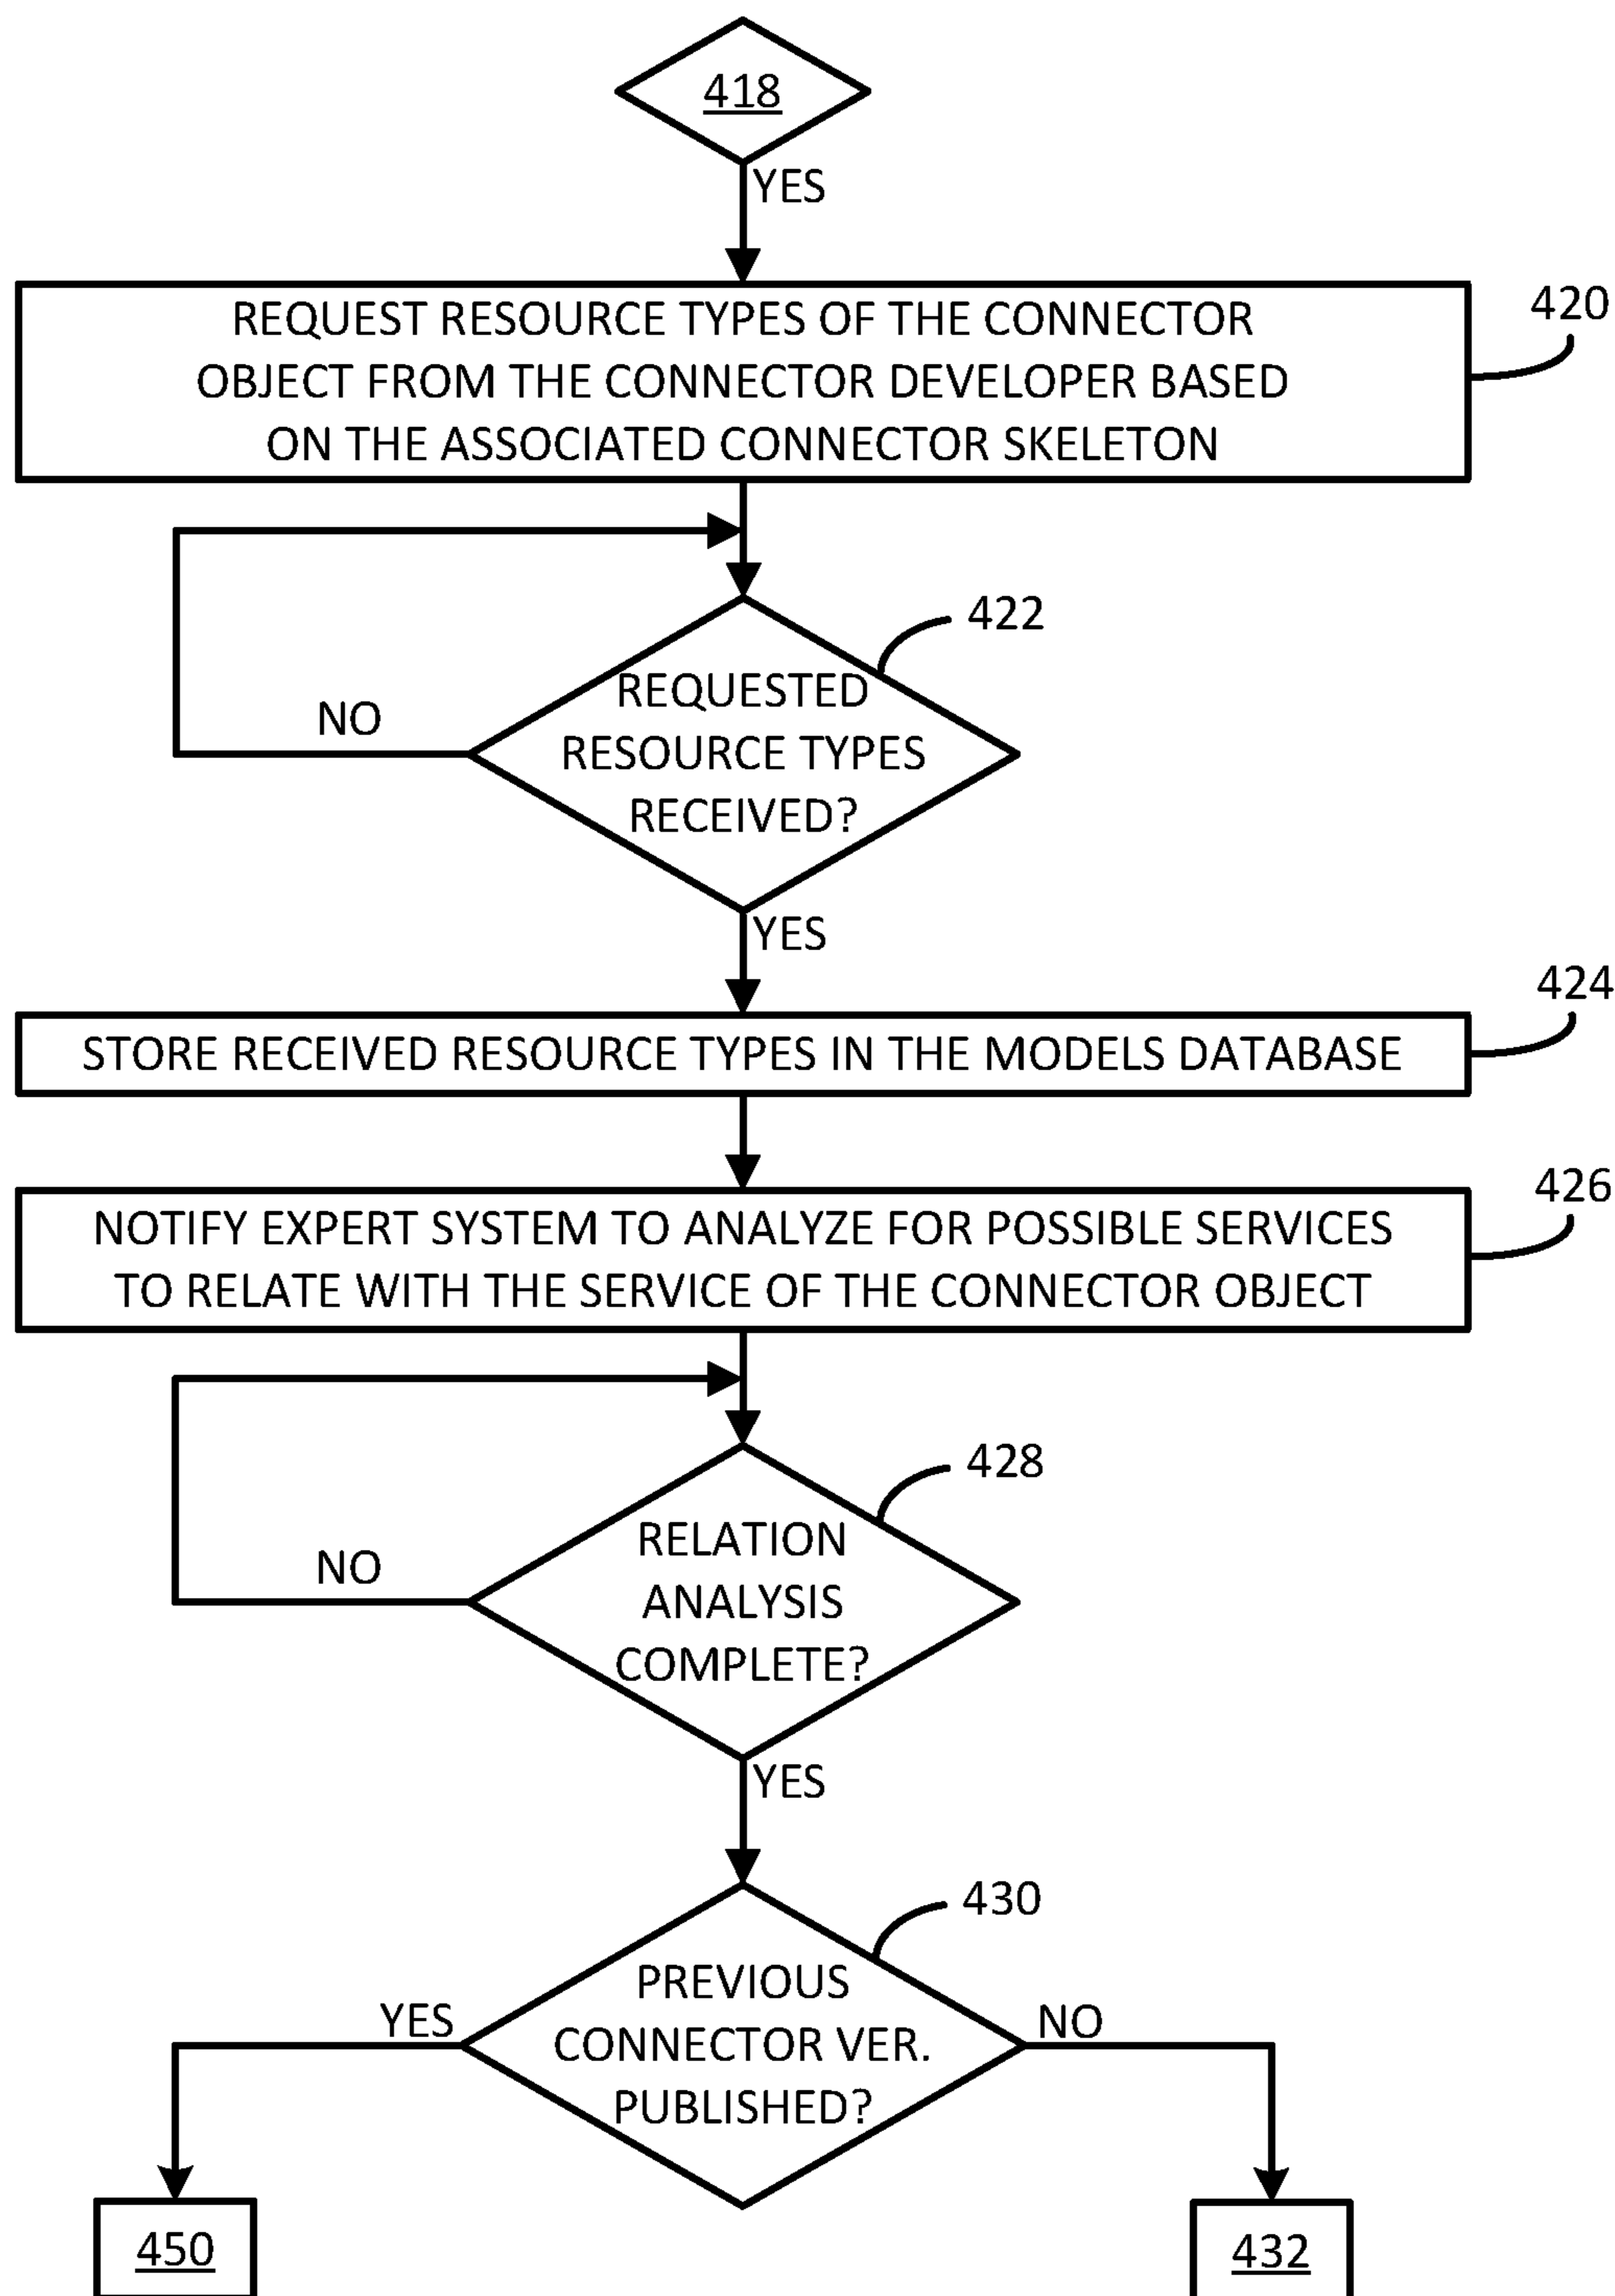 418
YES
REQUEST RESOURCE TYPES OF THE CONNECTOR
OBJECT FROM THE CONNECTOR DEVELOPER BASED
ON THE ASSOCIATED CONNECTOR SKELETON
420
422
REQUESTED
RESOURCE TYPES
RECEIVED?
NO
YES
424
STORE RECEIVED RESOURCE TYPES IN THE MODELS DATABASE
426
NOTIFY EXPERT SYSTEM TO ANALYZE FOR POSSIBLE SERVICES
TO RELATE WITH THE SERVICE OF THE CONNECTOR OBJECT
428
RELATION
ANALYSIS
COMPLETE?
NO
YES
430
PREVIOUS
CONNECTOR VER.
PUBLISHED?
YES
NO
450
432